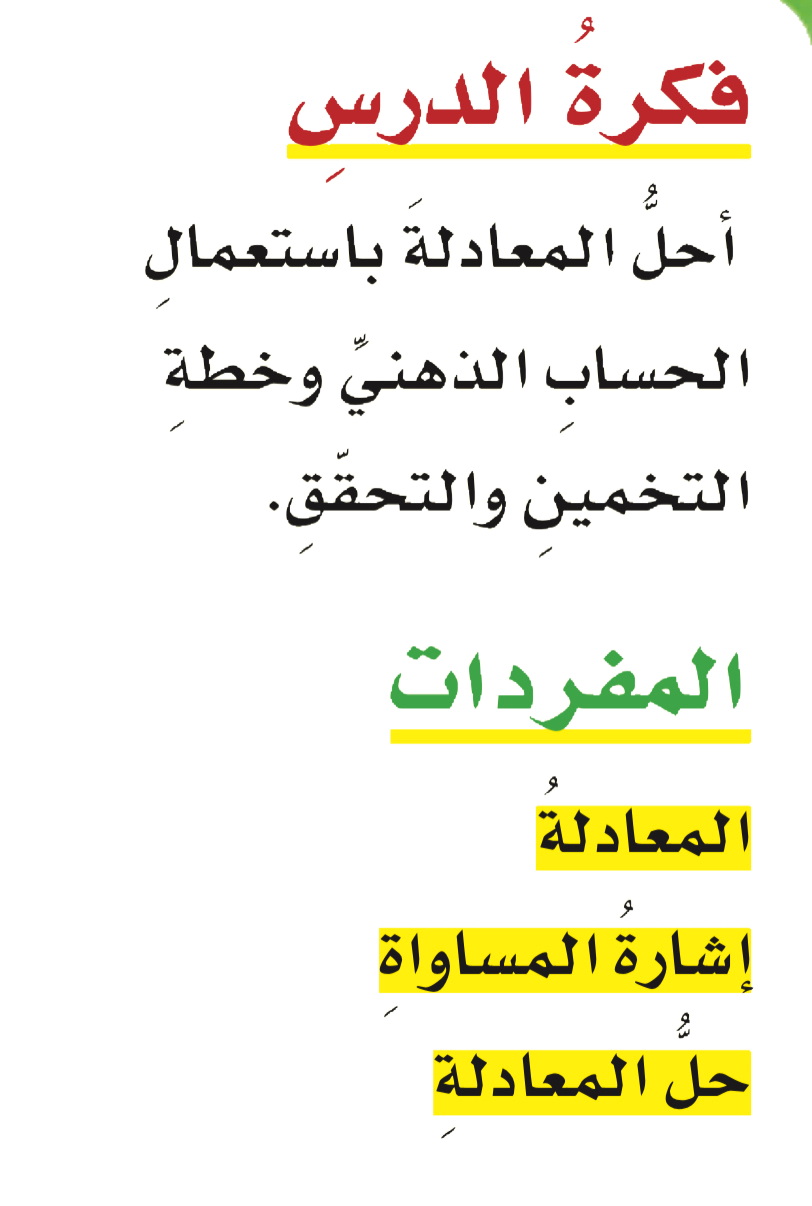 فكرةُ الدرسِ
أحلُّ المعادلةَ باستعمالِ
الحسابِ الذهنيِّ وخطةِ
التخمينِ والتحقّقِ.
المفردات
المعادلةُ
إشارةُ المساواةِ
حلُّ المعادلةِ